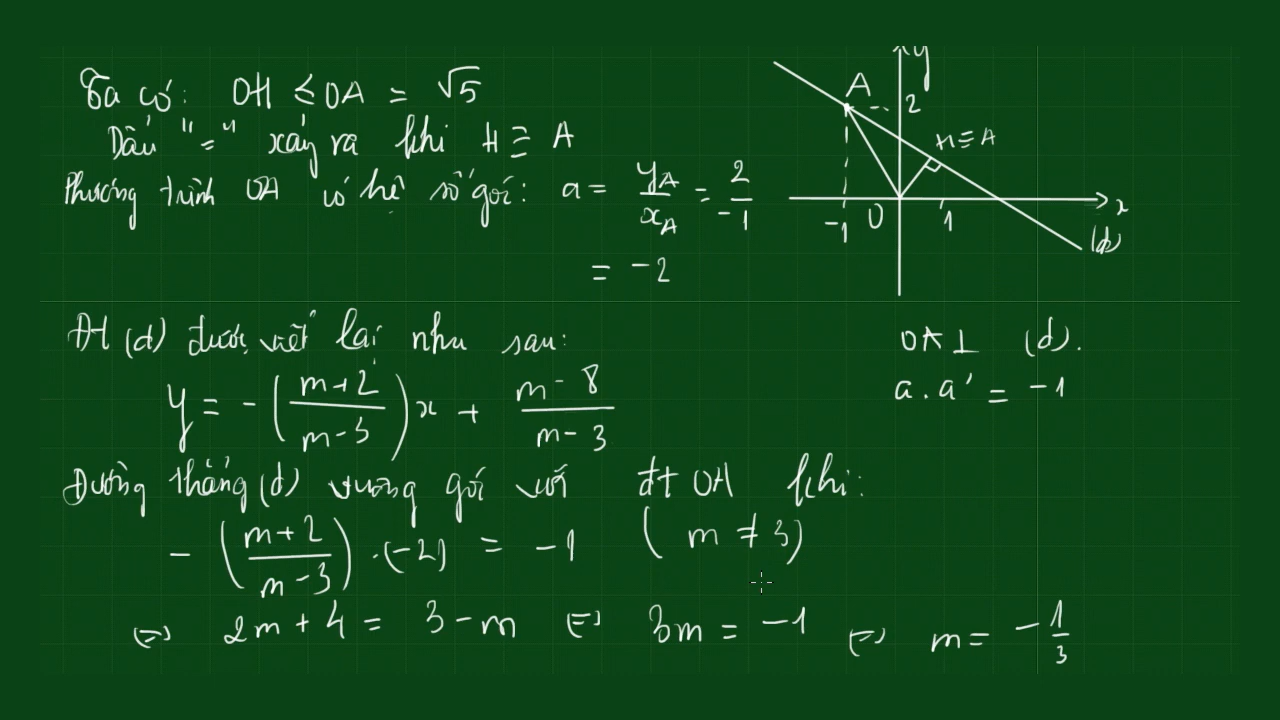 Ta có: OH ≤ OA = √5
Dấu "=" xảy ra khi H ≡ A
Phương trình OA có hệ số góc: a = y_A/x_A = 2/-1
= -2
y
A
2
H ≡ A
-1
O
1
x
(d)
ĐT (d) được viết lại như sau:
y = -((m+2)/(m-3))x + (m-8)/(m-3)
OA ⊥ (d).
a.a' = -1
Đường thẳng (d) vuông góc với đt OA khi:
-((m+2)/(m-3)).(-2) = -1 (m ≠ 3)
⇔ 2m + 4 = 3 - m ⇔ 3m = -1 ⇔ m = -1/3